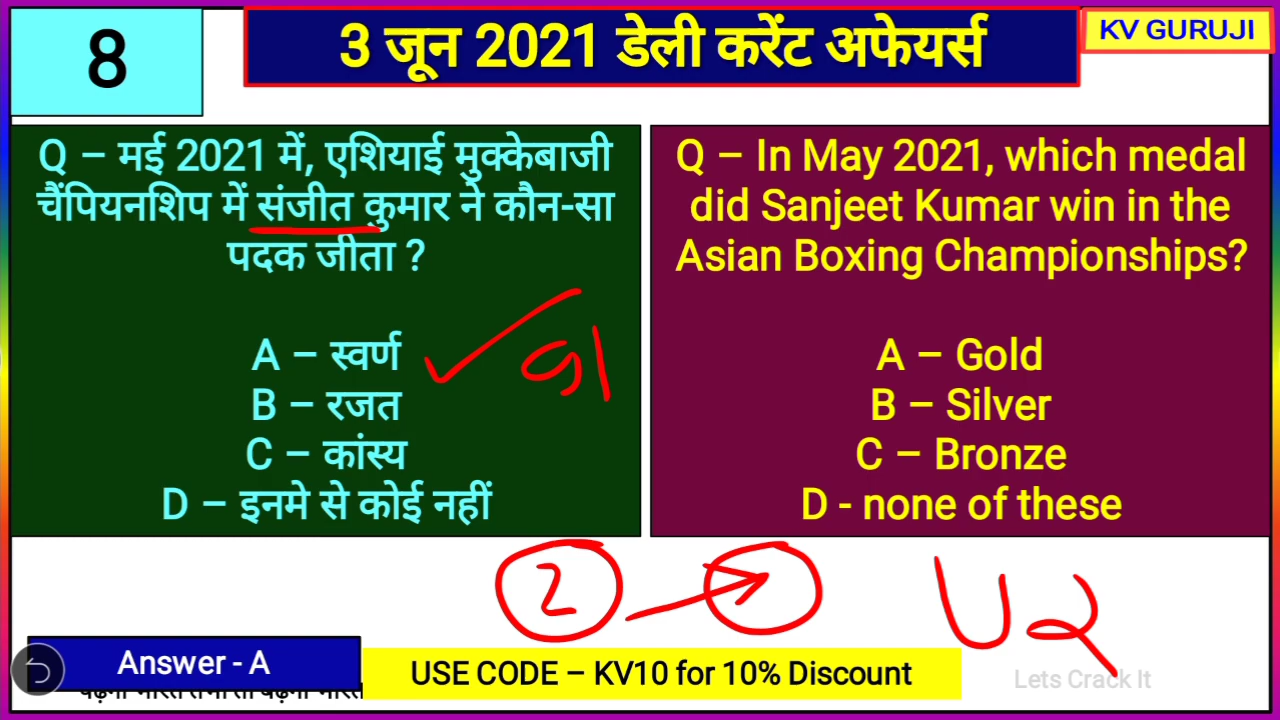 8
3 जून 2021 डेली करेंट अफेयर्स
KV GURUJI
Q – मई 2021 में, एशियाई मुक्केबाजी
चैंपियनशिप में संजीत कुमार ने कौन-सा
पदक जीता ?
A – स्वर्ण
91
B – रजत
C – कांस्य
D – इनमे से कोई नहीं
Q – In May 2021, which medal
did Sanjeet Kumar win in the
Asian Boxing Championships?
A – Gold
B – Silver
C – Bronze
D - none of these
2
Answer - A
USE CODE – KV10 for 10% Discount
Lets Crack It